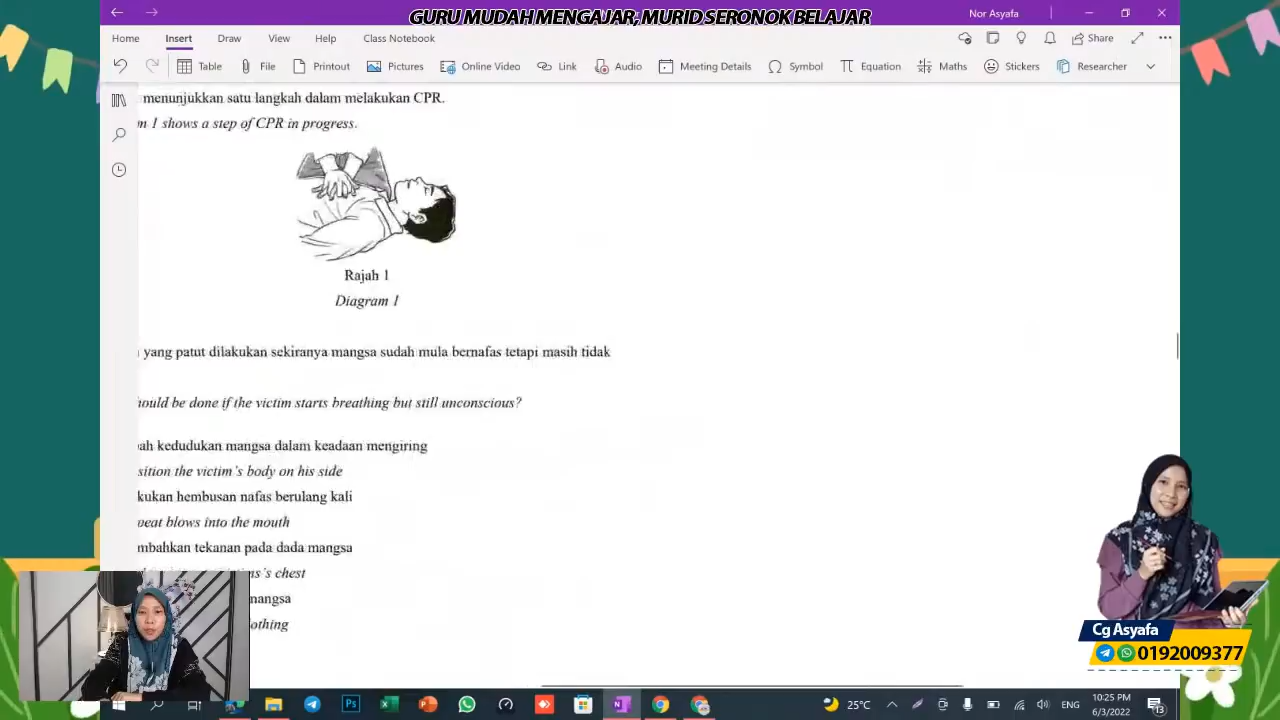 GURU MUDAH MENGAJAR, MURID SERONOK BELAJAR
Nor Asyafa
Home Insert Draw View Help Class Notebook
Share
Table File Printout Pictures Online Video Link Audio Meeting Details Symbol Equation Maths Stickers Researcher
menunjukkan satu langkah dalam melakukan CPR.
m 1 shows a step of CPR in progress.
Rajah 1
Diagram 1
yang patut dilakukan sekiranya mangsa sudah mula bernafas tetapi masih tidak
hould be done if the victim starts breathing but still unconscious?
ah kedudukan mangsa dalam keadaan mengiring
sition the victim's body on his side
kukan hembusan nafas berulang kali
peat blows into the mouth
mbahkan tekanan pada dada mangsa
's chest
mangsa
othing
Cg Asyafa
0192009377
25°C
ENG
10:25 PM
6/3/2022
13